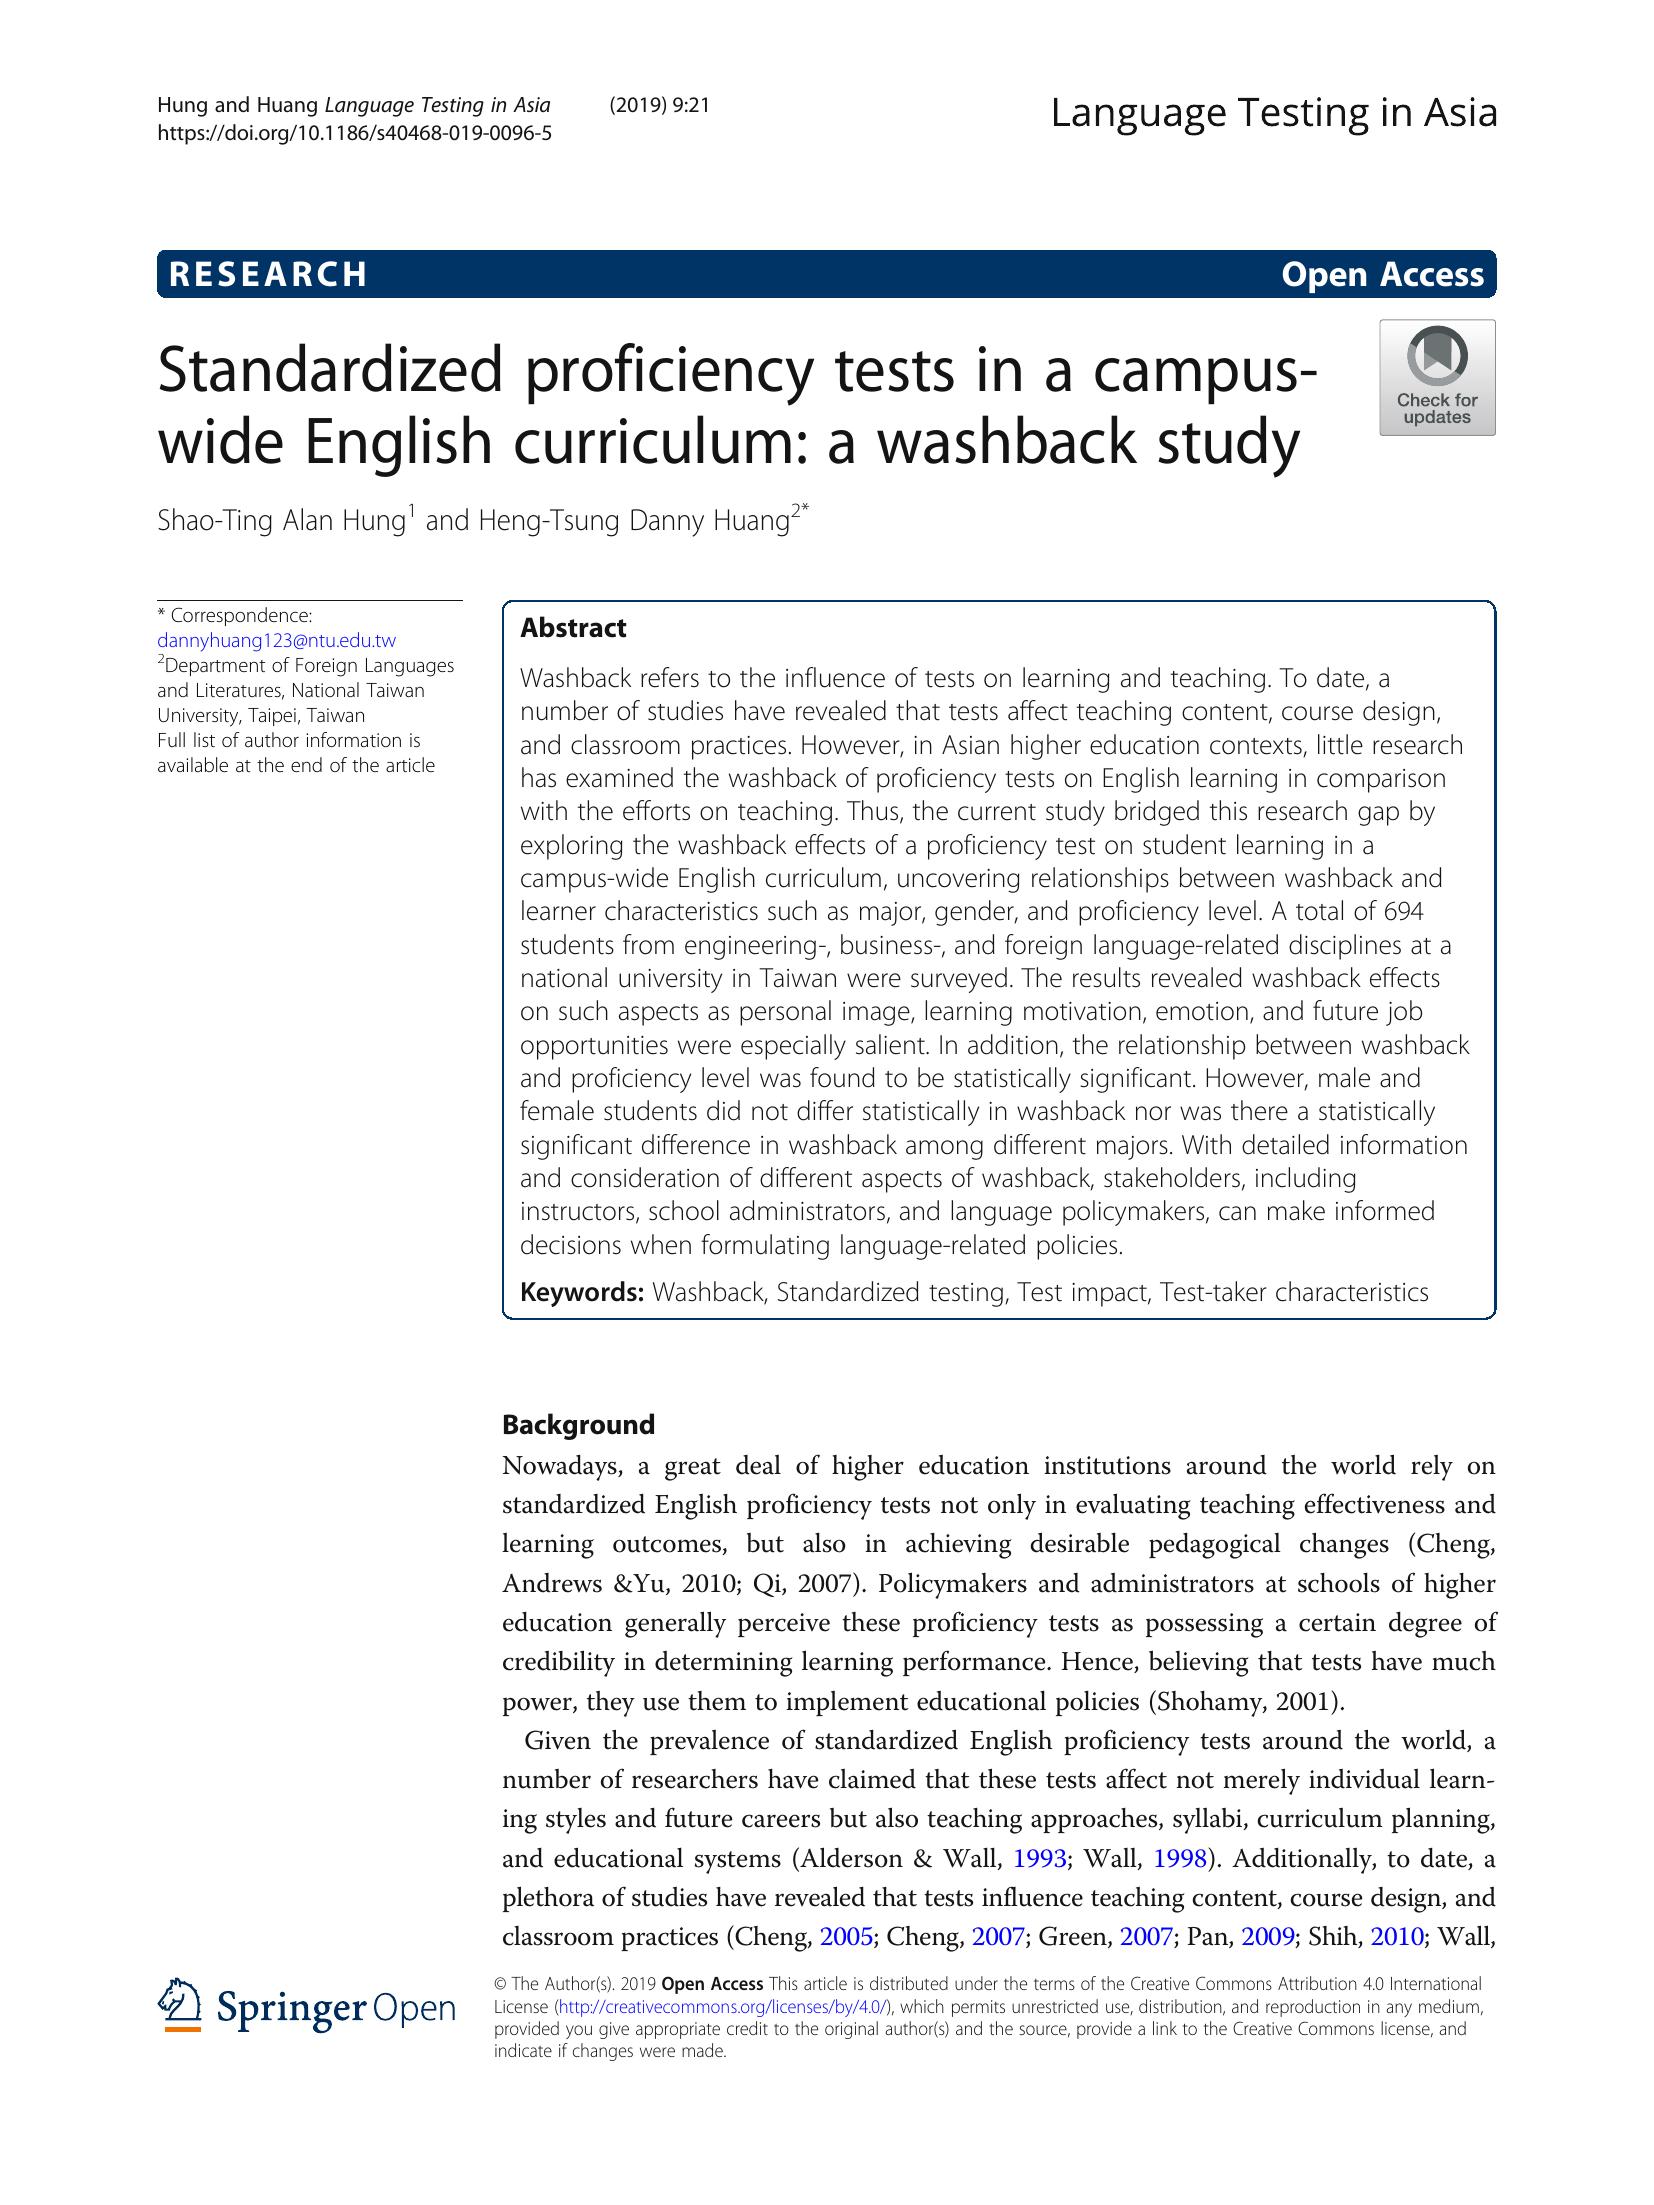 Hung and Huang Language Testing in Asia (2019) 9:21
https://doi.org/10.1186/s40468-019-0096-5
Language Testing in Asia
RESEARCH Open Access
Standardized proficiency tests in a campus-
wide English curriculum: a washback study
Check for
updates
Shao-Ting Alan Hung1 and Heng-Tsung Danny Huang2*
* Correspondence:
dannyhuang123@ntu.edu.tw
2Department of Foreign Languages
and Literatures, National Taiwan
University, Taipei, Taiwan
Full list of author information is
available at the end of the article
Abstract
Washback refers to the influence of tests on learning and teaching. To date, a
number of studies have revealed that tests affect teaching content, course design,
and classroom practices. However, in Asian higher education contexts, little research
has examined the washback of proficiency tests on English learning in comparison
with the efforts on teaching. Thus, the current study bridged this research gap by
exploring the washback effects of a proficiency test on student learning in a
campus-wide English curriculum, uncovering relationships between washback and
learner characteristics such as major, gender, and proficiency level. A total of 694
students from engineering-, business-, and foreign language-related disciplines at a
national university in Taiwan were surveyed. The results revealed washback effects
on such aspects as personal image, learning motivation, emotion, and future job
opportunities were especially salient. In addition, the relationship between washback
and proficiency level was found to be statistically significant. However, male and
female students did not differ statistically in washback nor was there a statistically
significant difference in washback among different majors. With detailed information
and consideration of different aspects of washback, stakeholders, including
instructors, school administrators, and language policymakers, can make informed
decisions when formulating language-related policies.
Keywords: Washback, Standardized testing, Test impact, Test-taker characteristics
Background
Nowadays, a great deal of higher education institutions around the world rely on
standardized English proficiency tests not only in evaluating teaching effectiveness and
learning outcomes, but also in achieving desirable pedagogical changes (Cheng,
Andrews &Yu, 2010; Qi, 2007). Policymakers and administrators at schools of higher
education generally perceive these proficiency tests as possessing a certain degree of
credibility in determining learning performance. Hence, believing that tests have much
power, they use them to implement educational policies (Shohamy, 2001).
Given the prevalence of standardized English proficiency tests around the world, a
number of researchers have claimed that these tests affect not merely individual learn-
ing styles and future careers but also teaching approaches, syllabi, curriculum planning,
and educational systems (Alderson & Wall, 1993; Wall, 1998). Additionally, to date, a
plethora of studies have revealed that tests influence teaching content, course design, and
classroom practices (Cheng, 2005; Cheng, 2007; Green, 2007; Pan, 2009; Shih, 2010; Wall,
Springer Open
© The Author(s). 2019 Open Access This article is distributed under the terms of the Creative Commons Attribution 4.0 International
License (http://creativecommons.org/licenses/by/4.0/), which permits unrestricted use, distribution, and reproduction in any medium,
provided you give appropriate credit to the original author(s) and the source, provide a link to the Creative Commons license, and
indicate if changes were made.